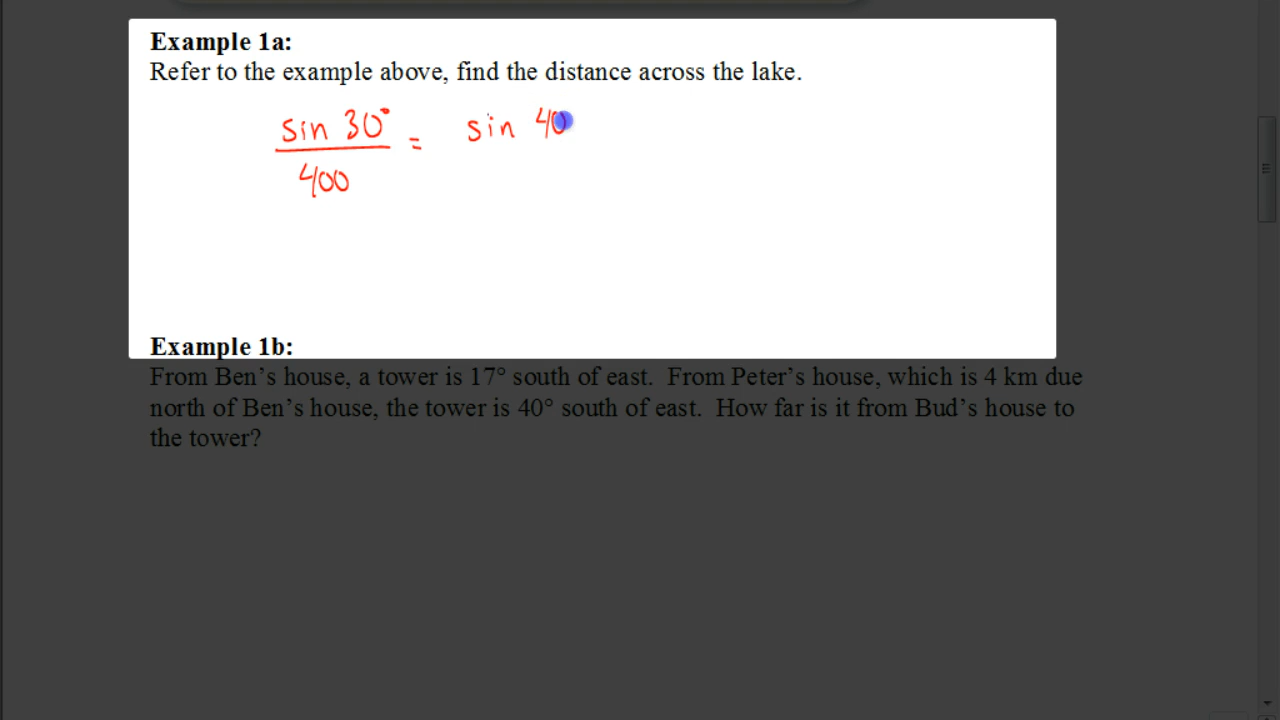 Example 1a:
Refer to the example above, find the distance across the lake.
sin 30° = sin 40
400
Example 1b:
From Ben's house, a tower is 17° south of east. From Peter's house, which is 4 km due
north of Ben's house, the tower is 40° south of east. How far is it from Bud's house to
the tower?